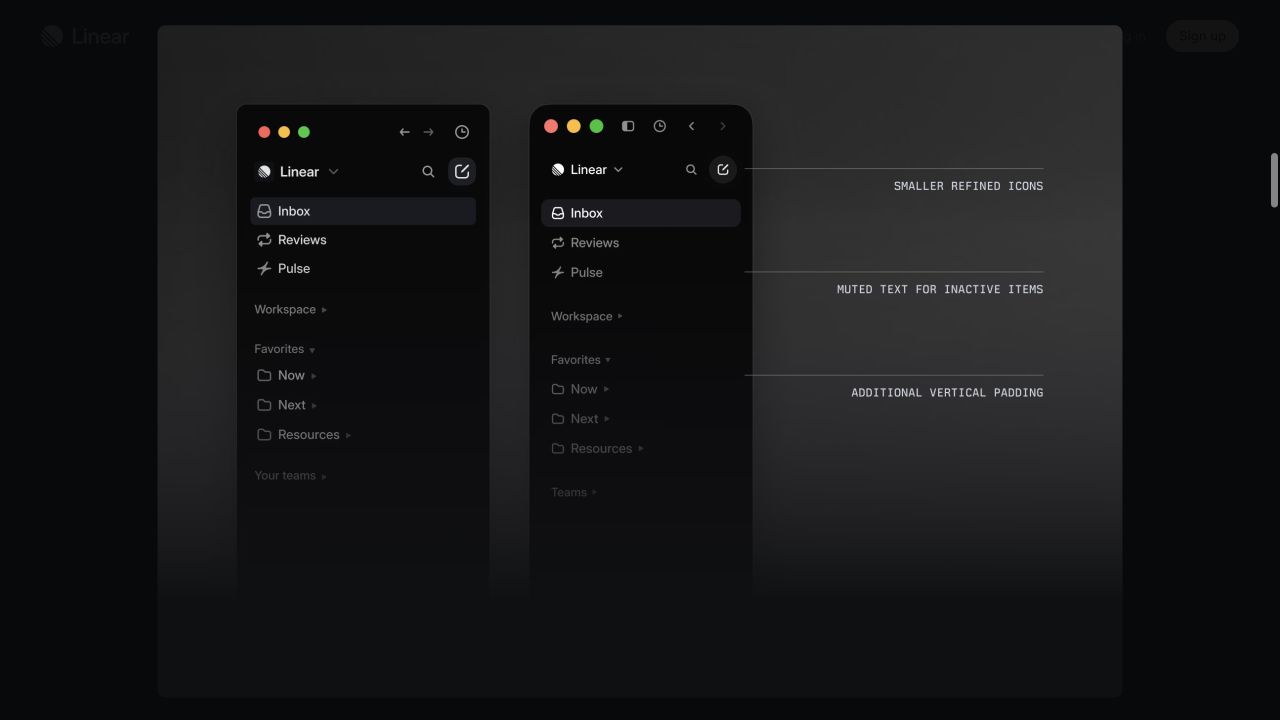 Linear
Sign up
Linear
Inbox
Reviews
Pulse
Workspace
Favorites
Now
Next
Resources
Your teams
Linear
Inbox
Reviews
Pulse
Workspace
Favorites
Now
Next
Resources
Teams
SMALLER REFINED ICONS
MUTED TEXT FOR INACTIVE ITEMS
ADDITIONAL VERTICAL PADDING